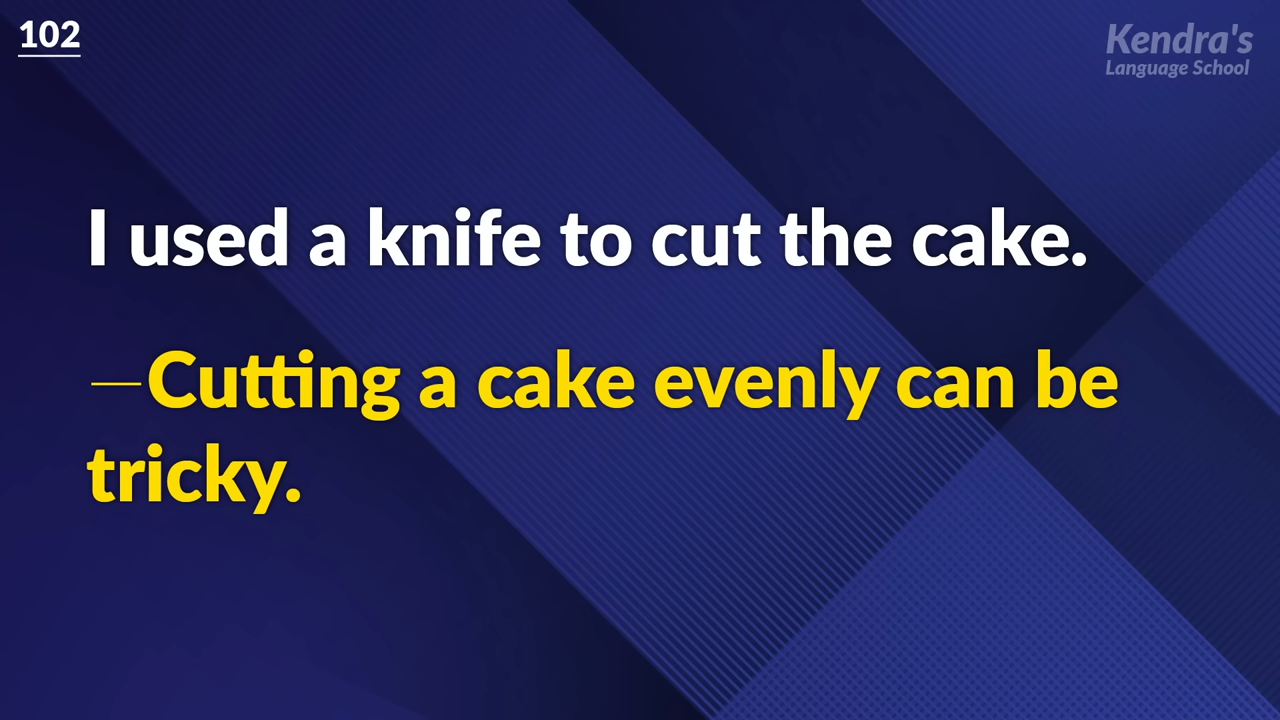 102
Kendra's
Language School
I used a knife to cut the cake.
—Cutting a cake evenly can be
tricky.